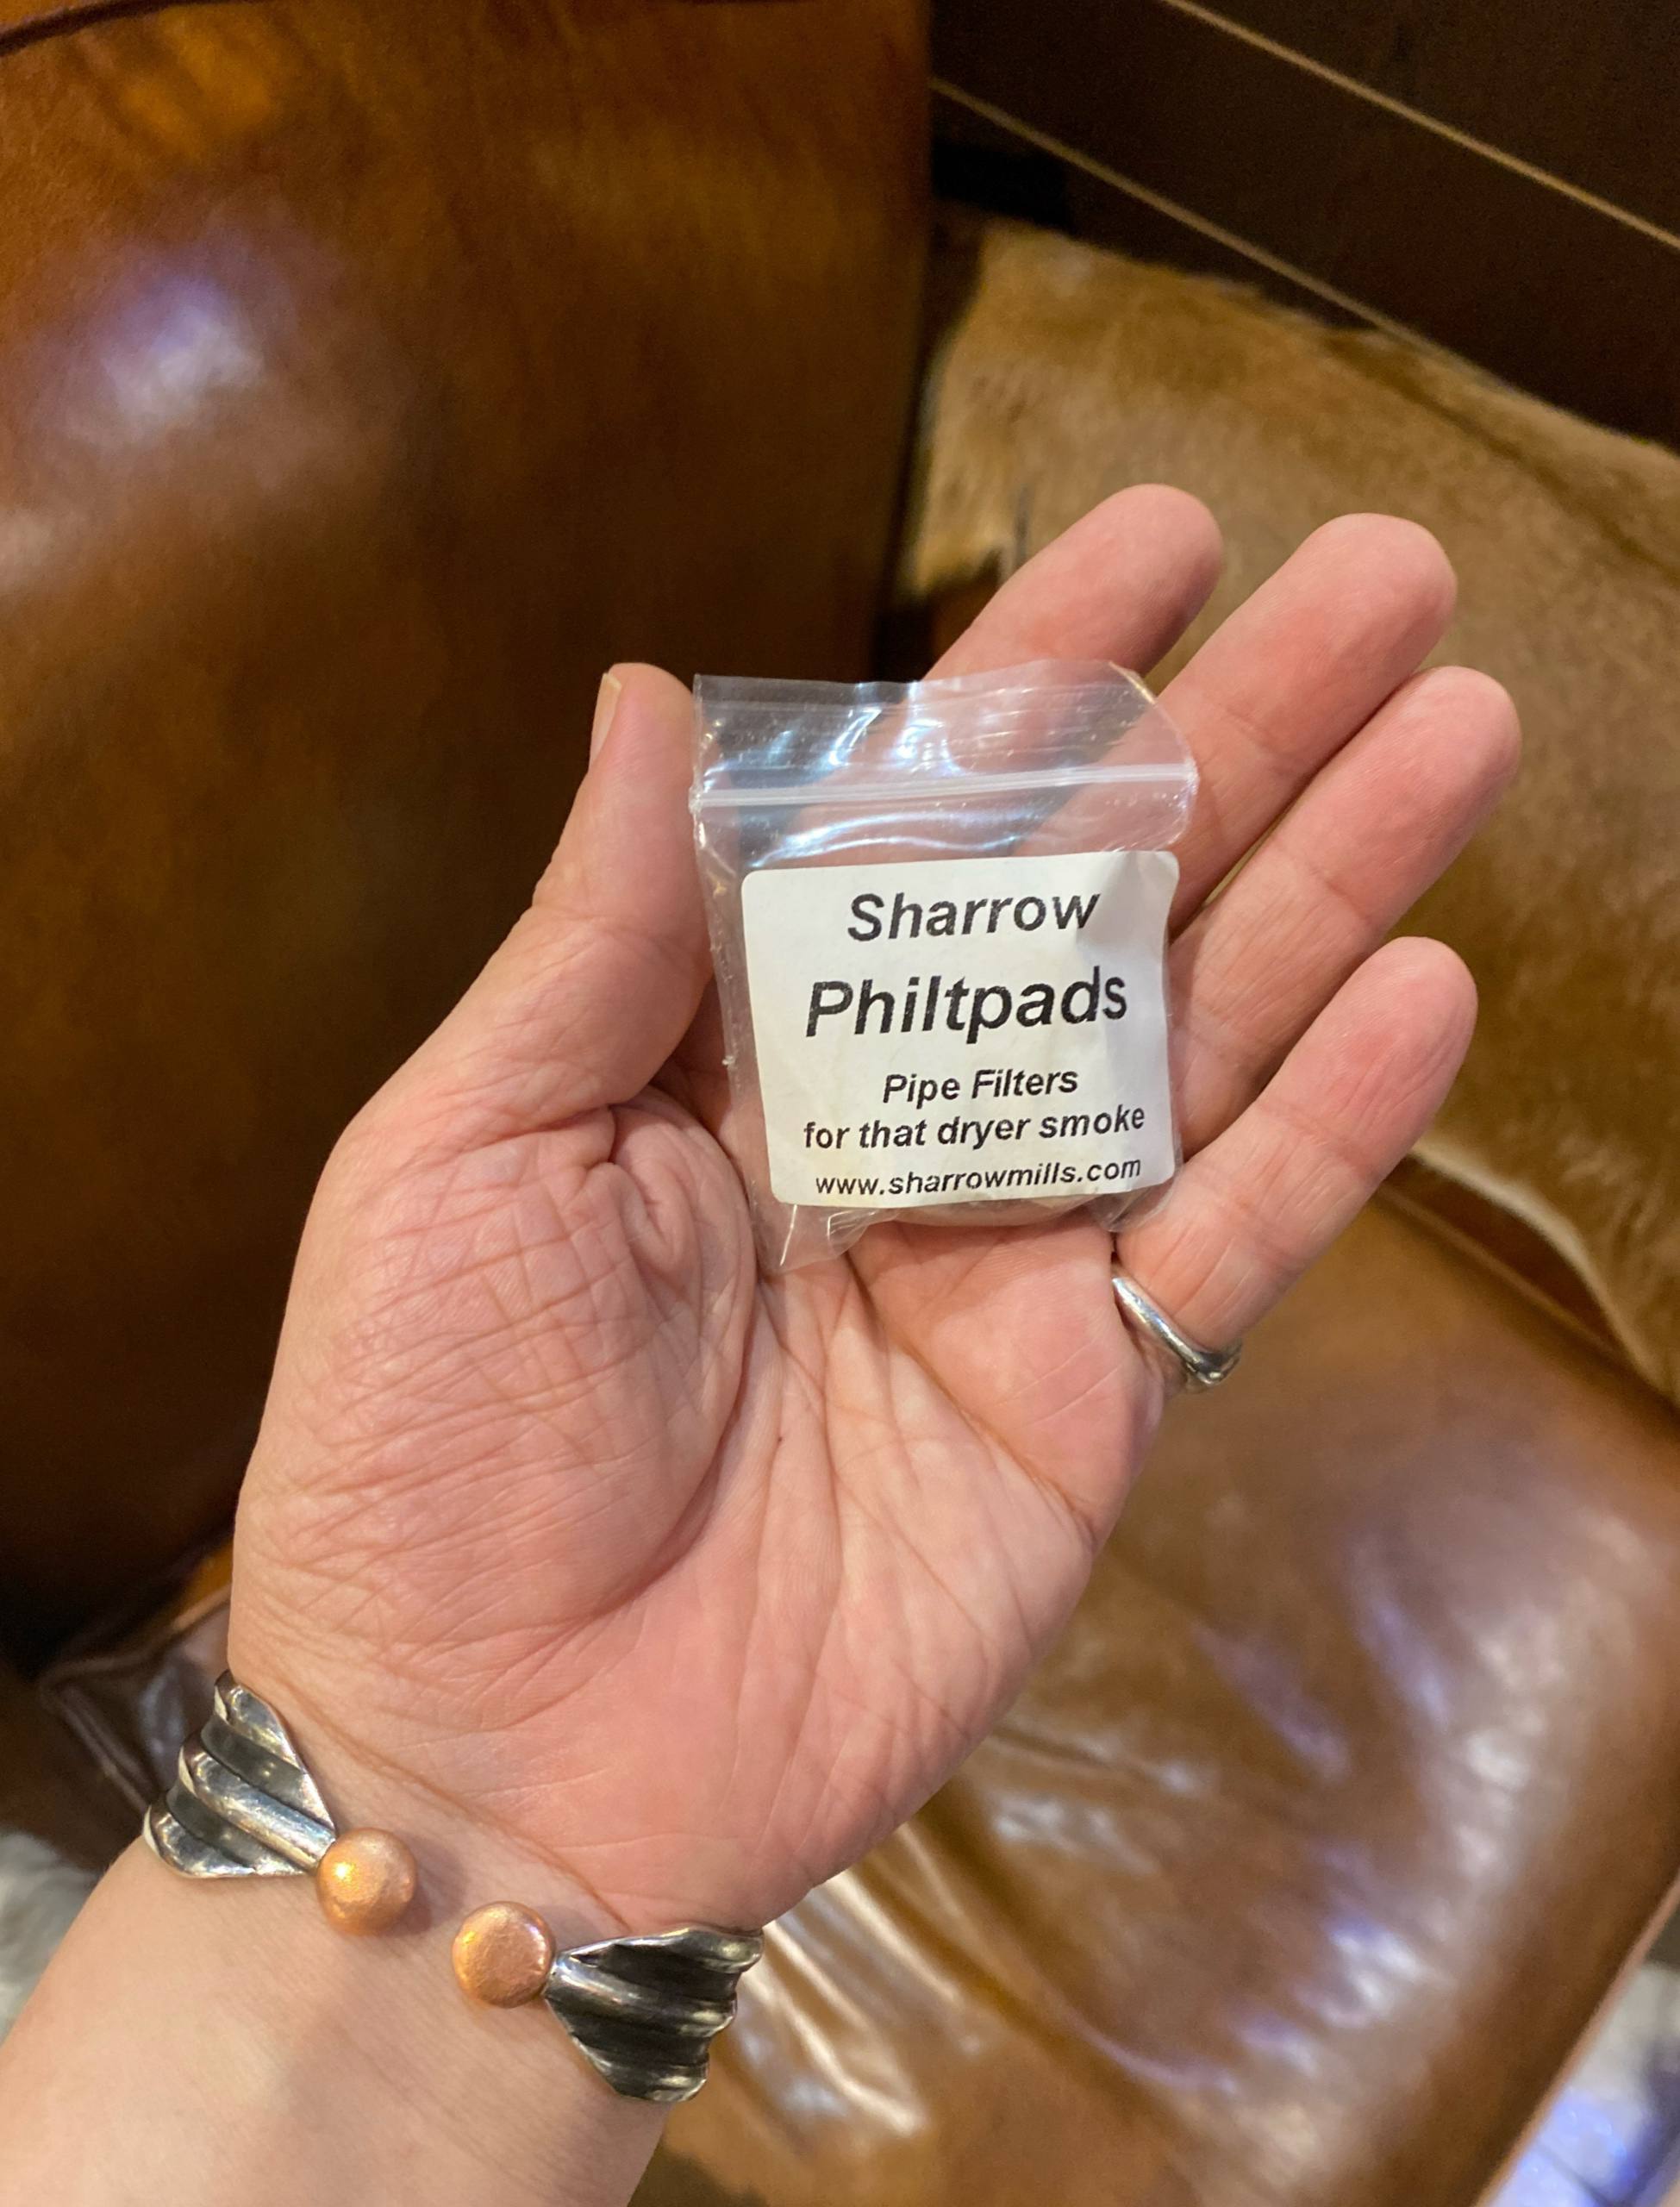 Sharrow
Philtpads
Pipe Filters
for that dryer smoke
www.sharrowmills.com